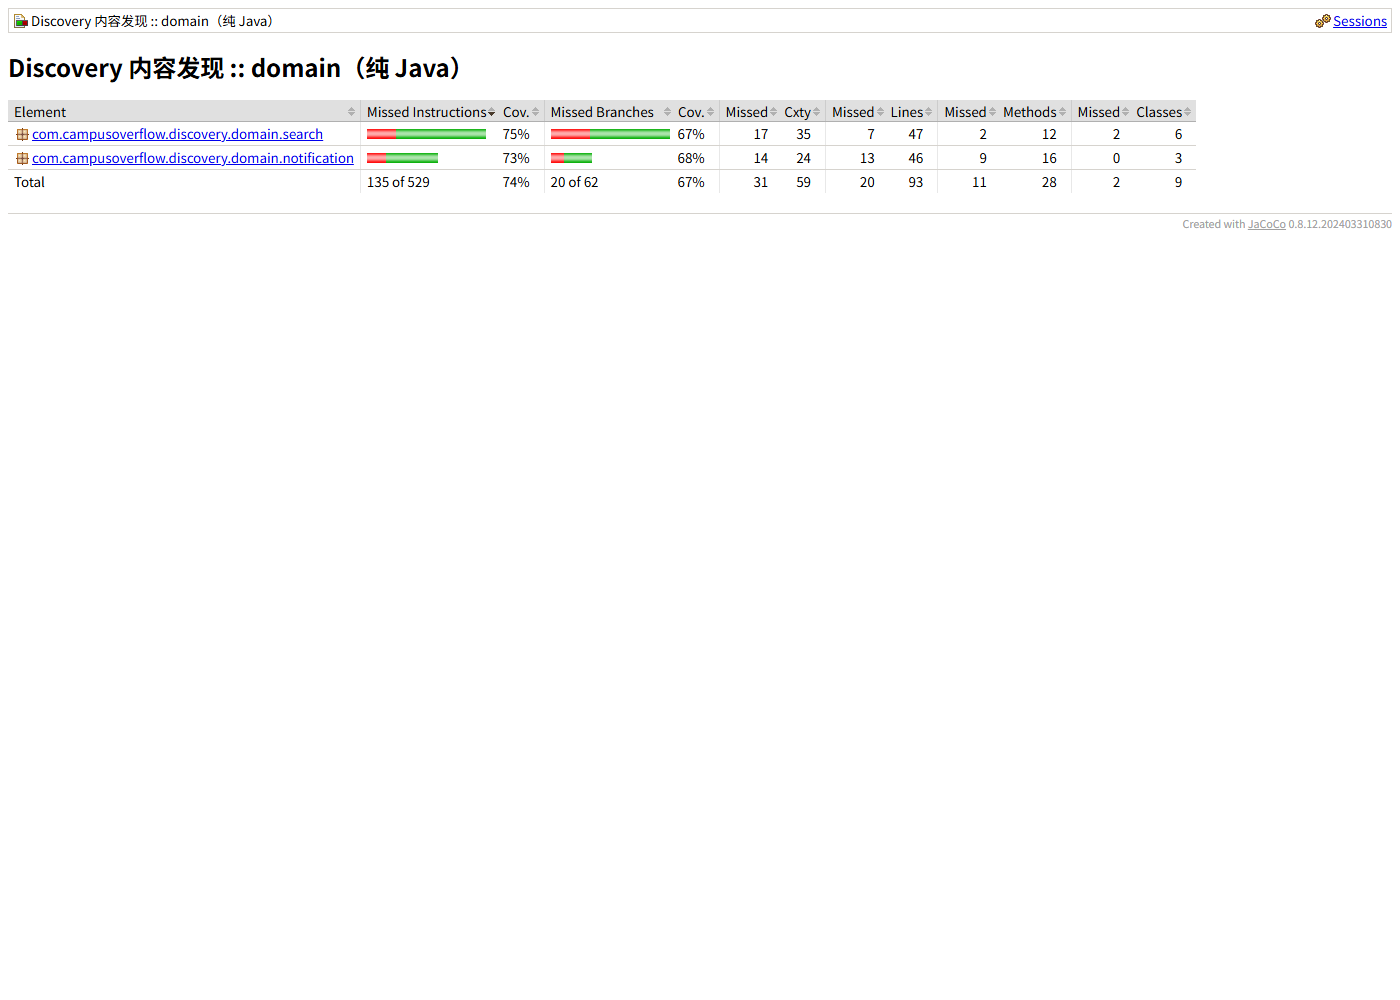 Discovery 内容发现 :: domain（纯 Java） Sessions
Discovery 内容发现 :: domain（纯 Java）
Element Missed Instructions Cov. Missed Branches Cov. Missed Cxty Missed Lines Missed Methods Missed Classes
com.campusoverflow.discovery.domain.search 75% 67% 17 35 7 47 2 12 2 6
com.campusoverflow.discovery.domain.notification 73% 68% 14 24 13 46 9 16 0 3
Total 135 of 529 74% 20 of 62 67% 31 59 20 93 11 28 2 9
Created with JaCoCo 0.8.12.202403310830